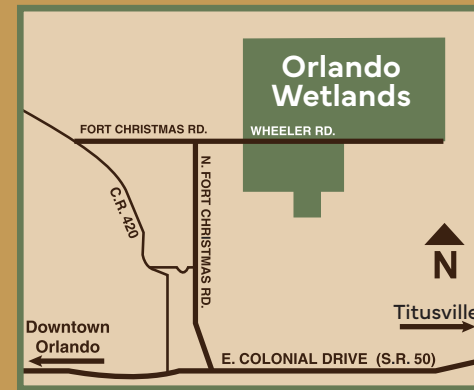 Orlando
Wetlands
FORT CHRISTMAS RD.
WHEELER RD.
N. FORT CHRISTMAS RD.
C.R. 420
N
Titusville
Downtown
Orlando
E. COLONIAL DRIVE (S.R. 50)